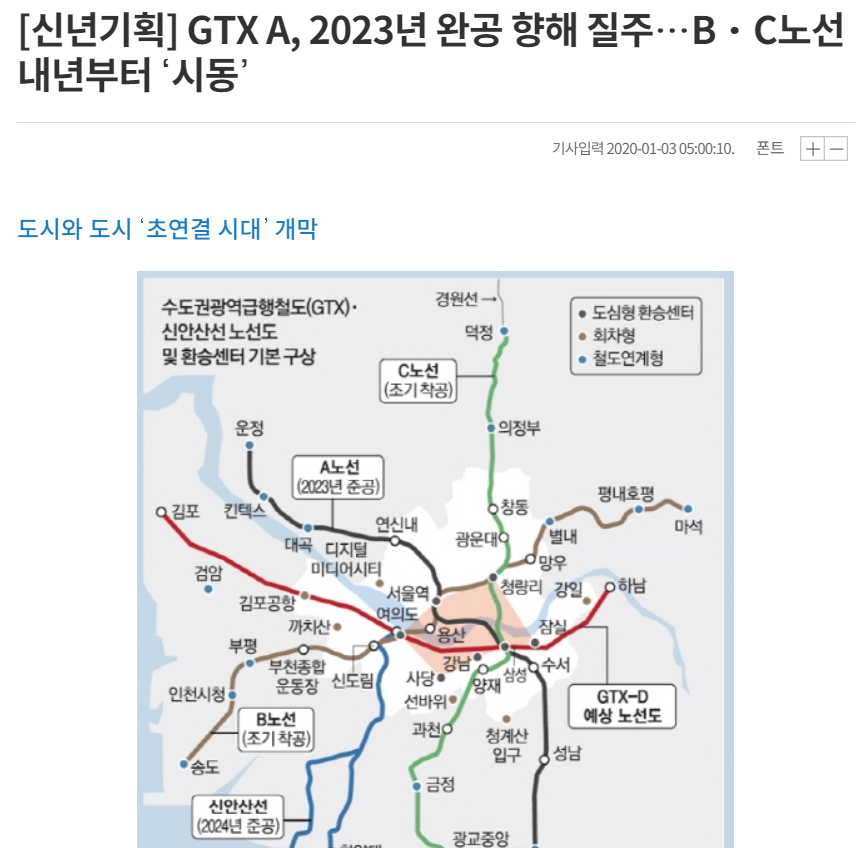 [신년기획] GTX A, 2023년 완공 향해 질주…B·C노선
내년부터 ‘시동’
기사입력 2020-01-03 05:00:10. 폰트 + −
도시와 도시 ‘초연결 시대’ 개막
수도권광역급행철도(GTX)·
신안산선 노선도
및 환승센터 기본 구상
경원선→
도심형 환승센터
회차형
철도연계형
덕정
C노선
(조기 착공)
의정부
운정
A노선
(2023년 준공)
킨텍스
김포
대곡
연신내
창동
평내호평
광운대
별내
마석
디지털
미디어시티
망우
검암
서울역
청량리
강일
하남
김포공항
여의도
까치산
용산
잠실
부평
부천종합
운동장
신도림
강남
사당
양재
삼성
수서
인천시청
선바위
GTX-D
예상 노선도
B노선
(조기 착공)
과천
청계산
입구
성남
송도
금정
신안산선
(2024년 준공)
광교중앙